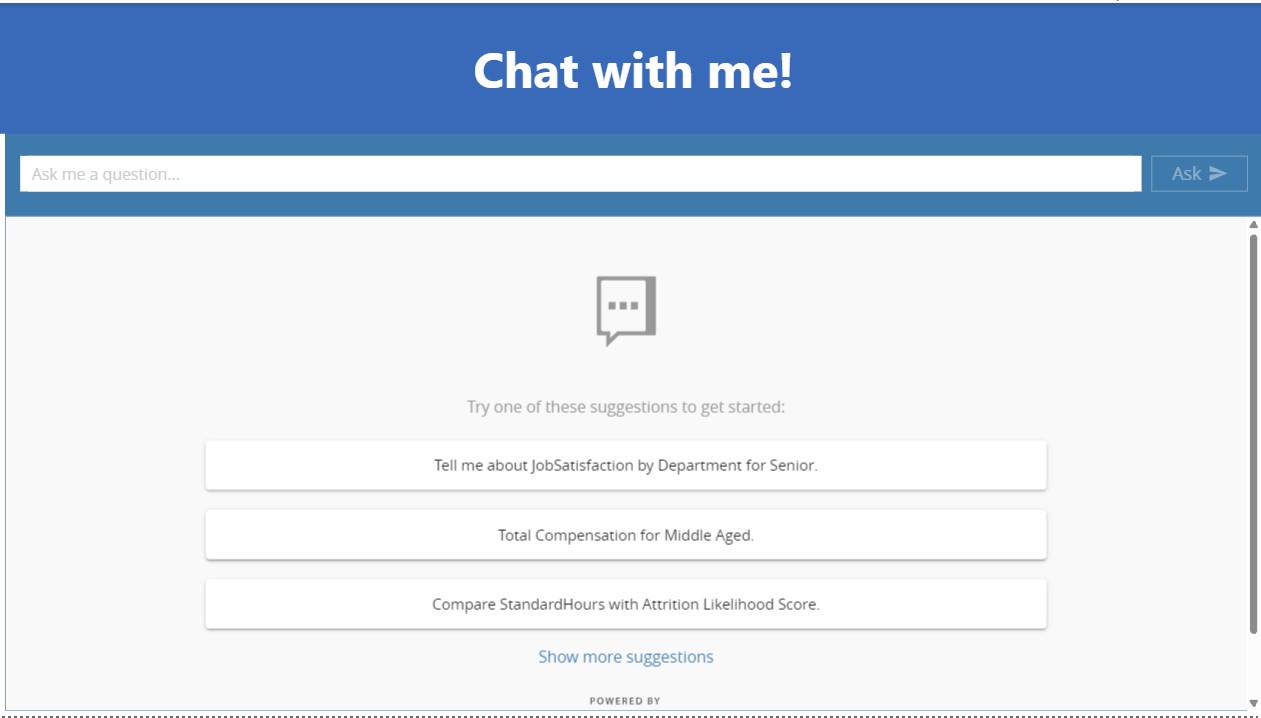 Chat with me!
Ask me a question...
Ask
Try one of these suggestions to get started:
Tell me about JobSatisfaction by Department for Senior.
Total Compensation for Middle Aged.
Compare StandardHours with Attrition Likelihood Score.
Show more suggestions
POWERED BY